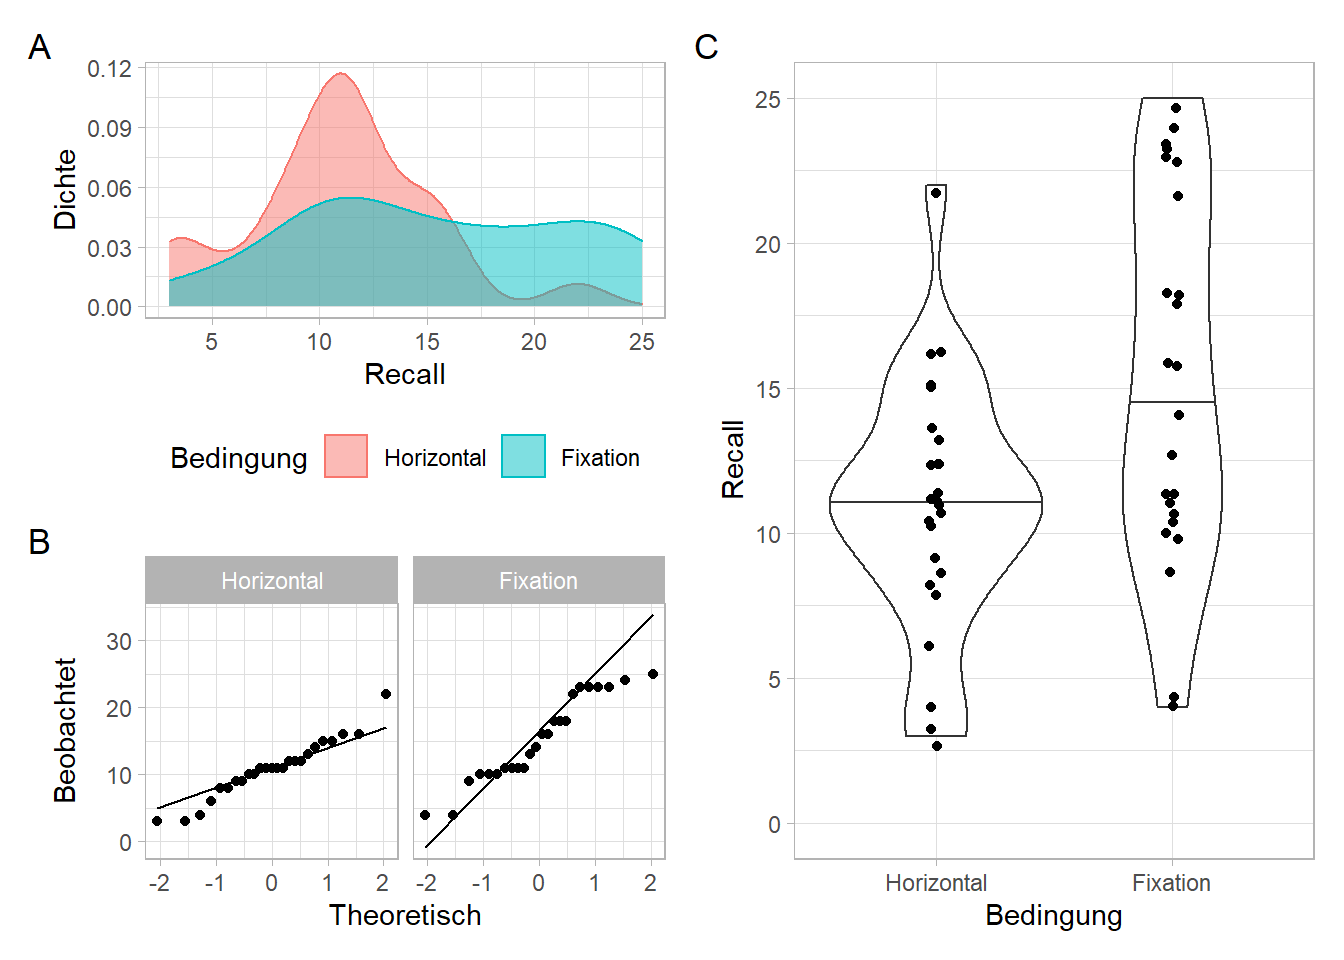 A
0.12
0.09
0.06
0.03
0.00
Dichte
5 10 15 20 25
Recall
Bedingung Horizontal Fixation
B
Horizontal Fixation
30
20
10
0
Beobachtet
-2 -1 0 1 2 -2 -1 0 1 2
Theoretisch
C
25
20
15
10
5
0
Recall
Horizontal Fixation
Bedingung